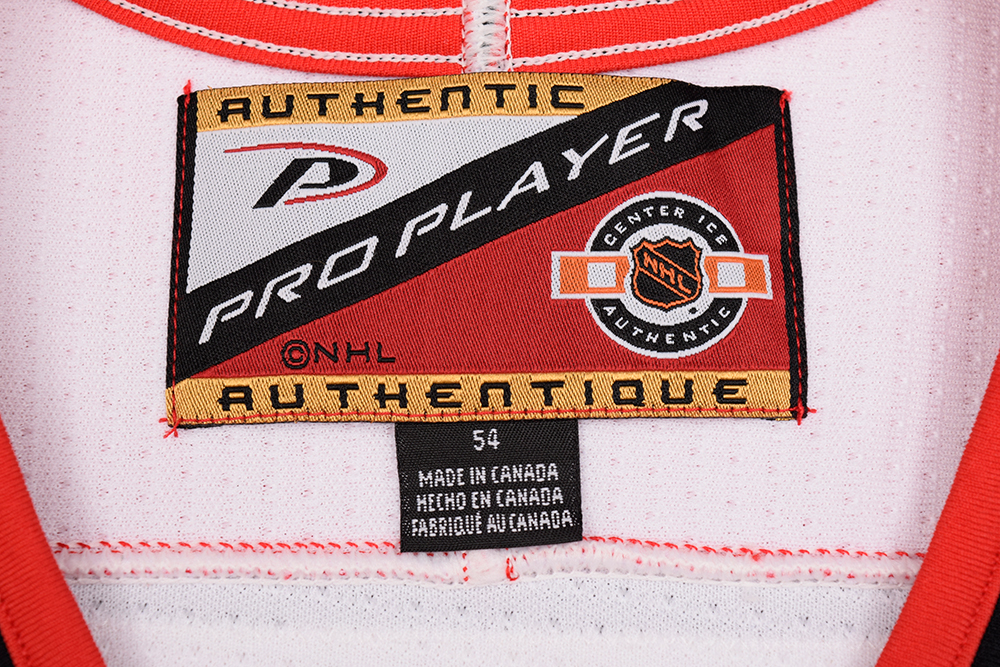 AUTHENTIC
PRO PLAYER
CENTER ICE
NHL
AUTHENTIC
©NHL
AUTHENTIQUE
54
MADE IN CANADA
HECHO EN CANADA
FABRIQUÉ AU CANADA